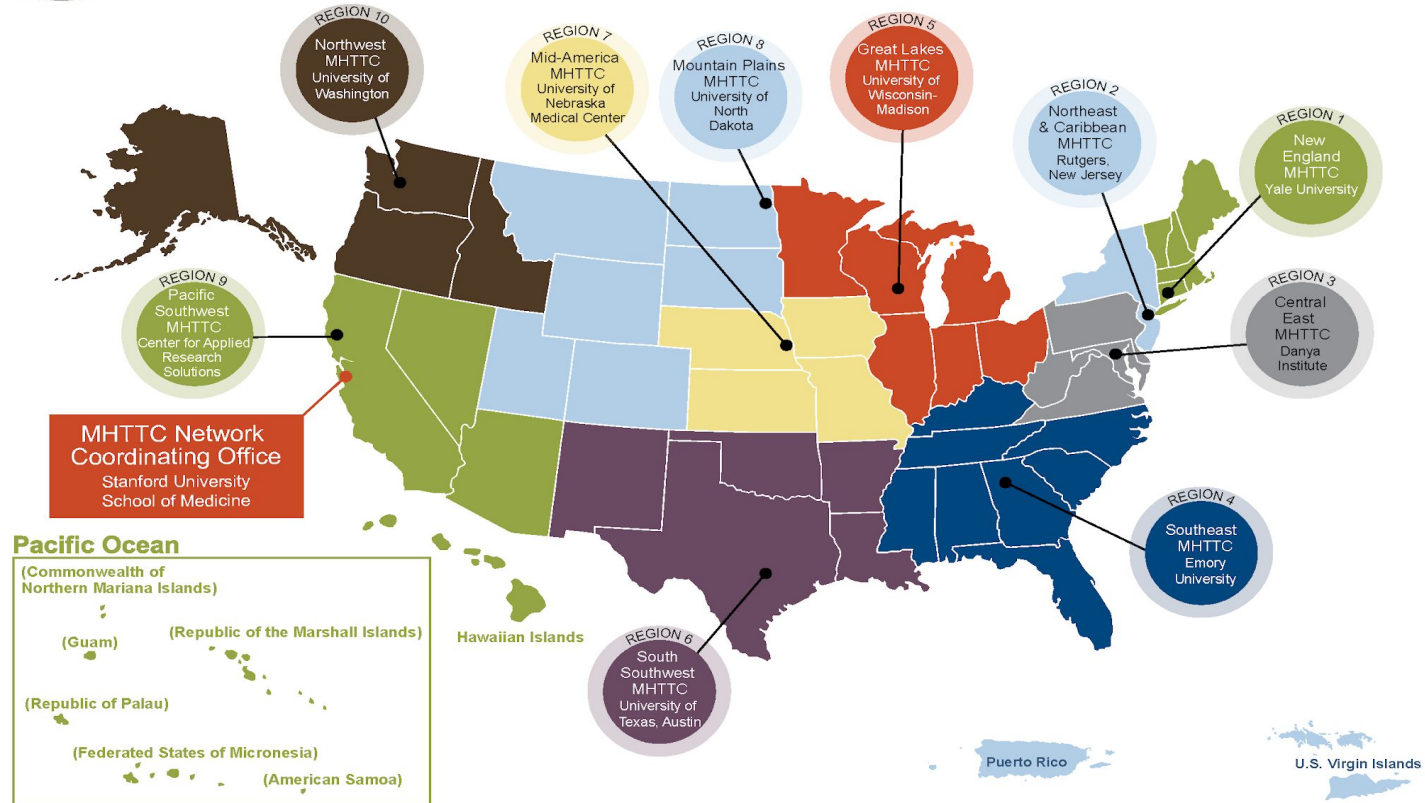 REGION 10
Northwest
MHTTC
University of
Washington
REGION 7
Mid-America
MHTTC
University of
Nebraska
Medical Center
REGION 8
Mountain Plains
MHTTC
University of
North
Dakota
REGION 5
Great Lakes
MHTTC
University of
Wisconsin-
Madison
REGION 2
Northeast
& Caribbean
MHTTC
Rutgers,
New Jersey
REGION 1
New
England
MHTTC
Yale University
REGION 9
Pacific
Southwest
MHTTC
Center for Applied
Research
Solutions
REGION 3
Central
East
MHTTC
Danya
Institute
MHTTC Network
Coordinating Office
Stanford University
School of Medicine
REGION 4
Southeast
MHTTC
Emory
University
Pacific Ocean
(Commonwealth of
Northern Mariana Islands)
(Guam)
(Republic of the Marshall Islands)
(Republic of Palau)
(Federated States of Micronesia)
(American Samoa)
Hawaiian Islands
REGION 6
South
Southwest
MHTTC
University of
Texas, Austin
Puerto Rico
U.S. Virgin Islands